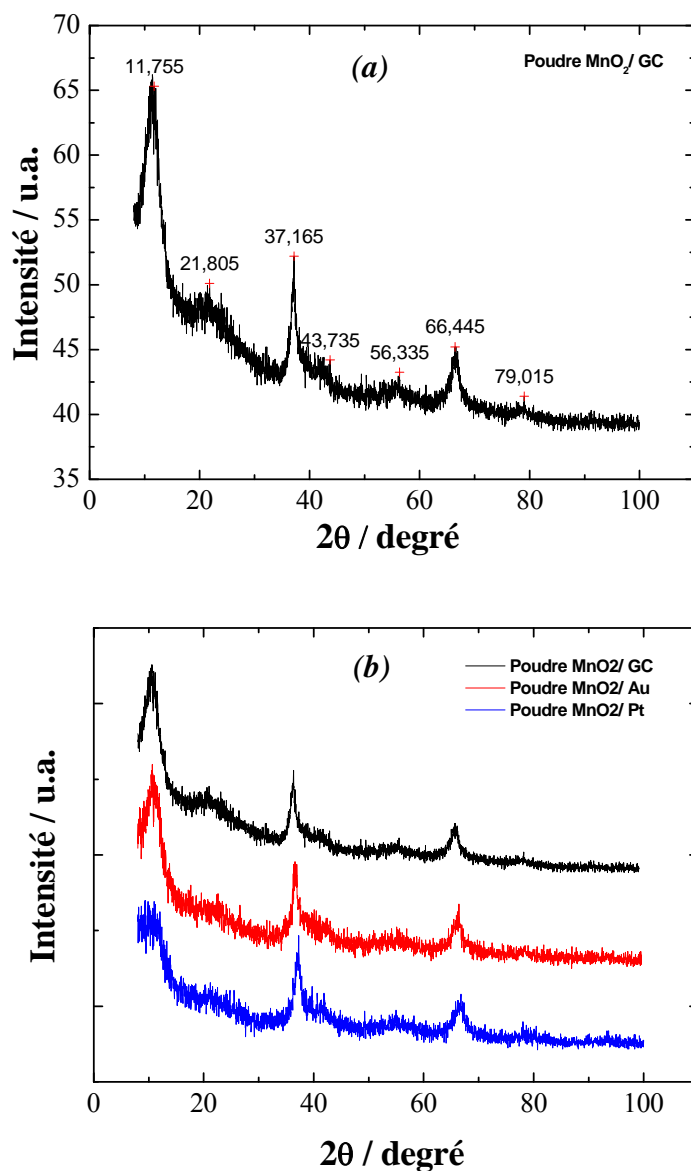 70
65
60
55
50
45
40
35
Intensité / u.a.
(a)
Poudre MnO2/ GC
11,755
21,805
37,165
43,735
56,335
66,445
79,015
0 20 40 60 80 100
2θ / degré
Intensité / u.a.
(b)
Poudre MnO2/ GC
Poudre MnO2/ Au
Poudre MnO2/ Pt
0 20 40 60 80 100
2θ / degré